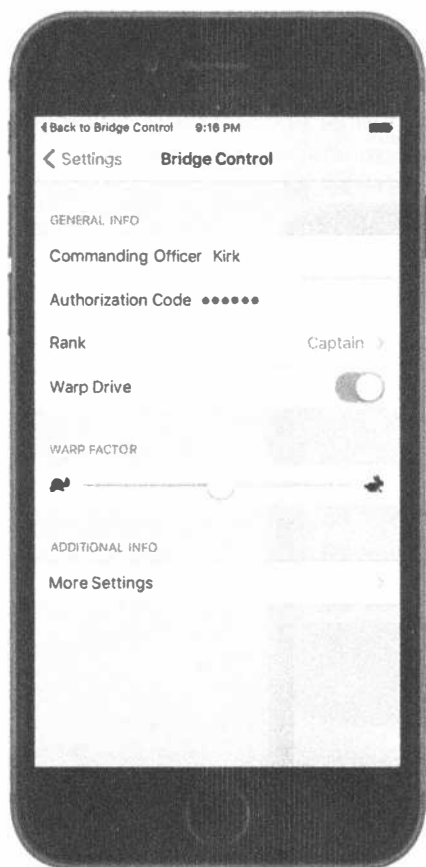 Back to Bridge Control 9:16 PM
Settings Bridge Control
GENERAL INFO
Commanding Officer Kirk
Authorization Code ••••••
Rank Captain
Warp Drive
WARP FACTOR
ADDITIONAL INFO
More Settings